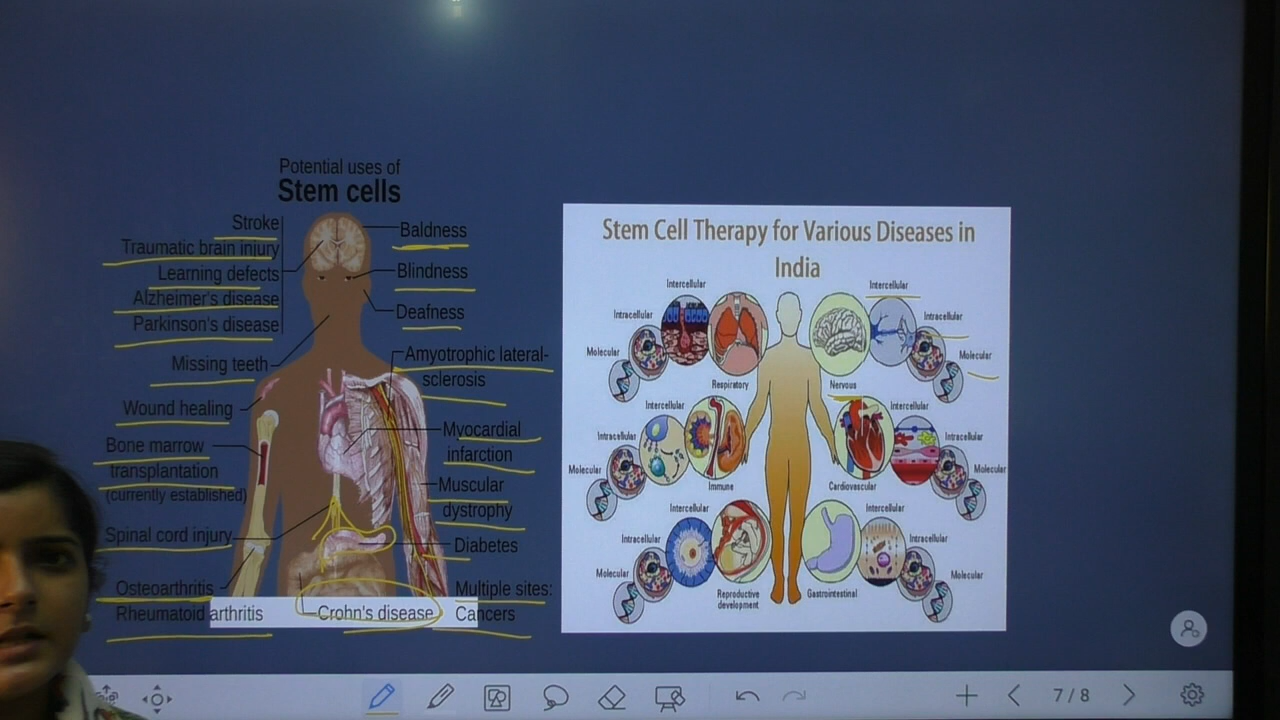 Potential uses of
Stem cells
Stroke
Traumatic brain injury
Learning defects
Alzheimer's disease
Parkinson's disease
Missing teeth
Wound healing
Bone marrow
transplantation
(currently established)
Spinal cord injury
Osteoarthritis
Rheumatoid arthritis
Baldness
Blindness
Deafness
Amyotrophic lateral-
sclerosis
Myocardial
infarction
Muscular
dystrophy
Diabetes
Multiple sites:
Cancers
Crohn's disease
Stem Cell Therapy for Various Diseases in
India
Intercellular
Intracellular
Molecular
Respiratory
Intercellular
Intracellular
Molecular
Nervous
Intercellular
Intracellular
Molecular
Immune
Intercellular
Intracellular
Molecular
Cardiovascular
Intercellular
Intracellular
Molecular
Reproductive
development
Intercellular
Intracellular
Molecular
Gastrointestinal
7/8